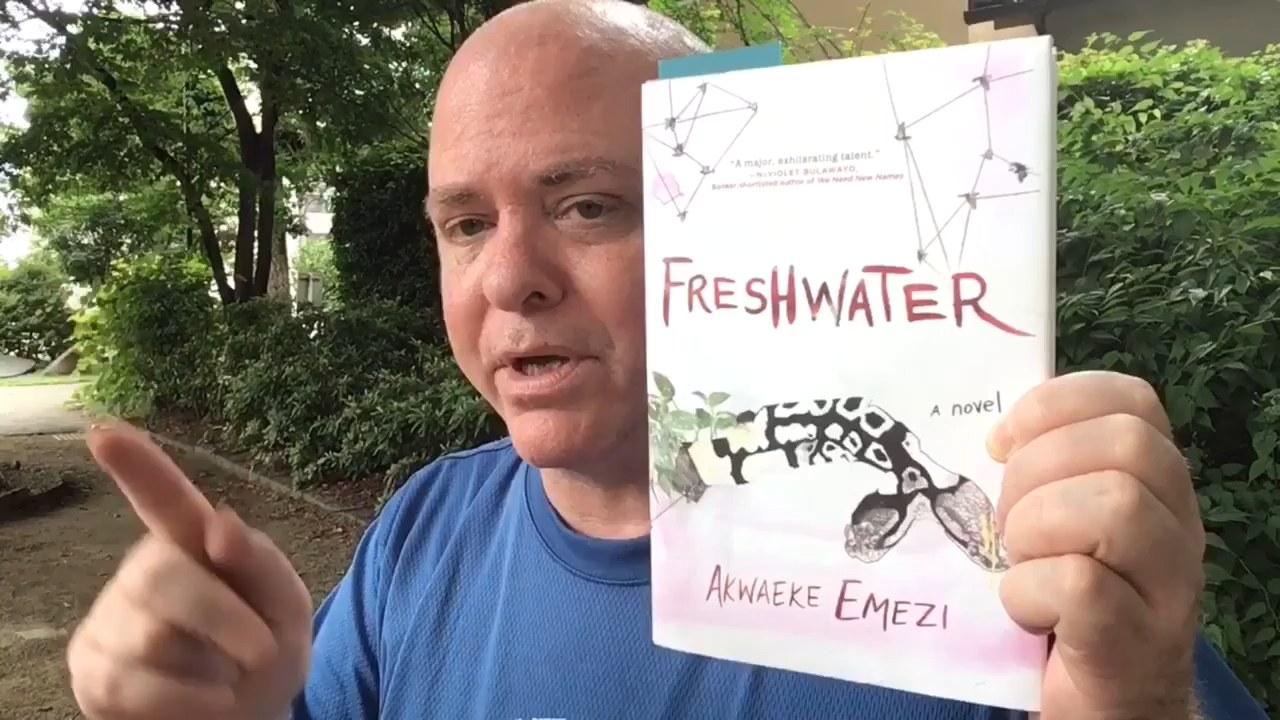 "A major, exhilarating talent."
—NoVIOLET BULAWAYO,
Booker-shortlisted author of We Need New Names
FRESHWATER
A novel
AKWAEKE EMEZI